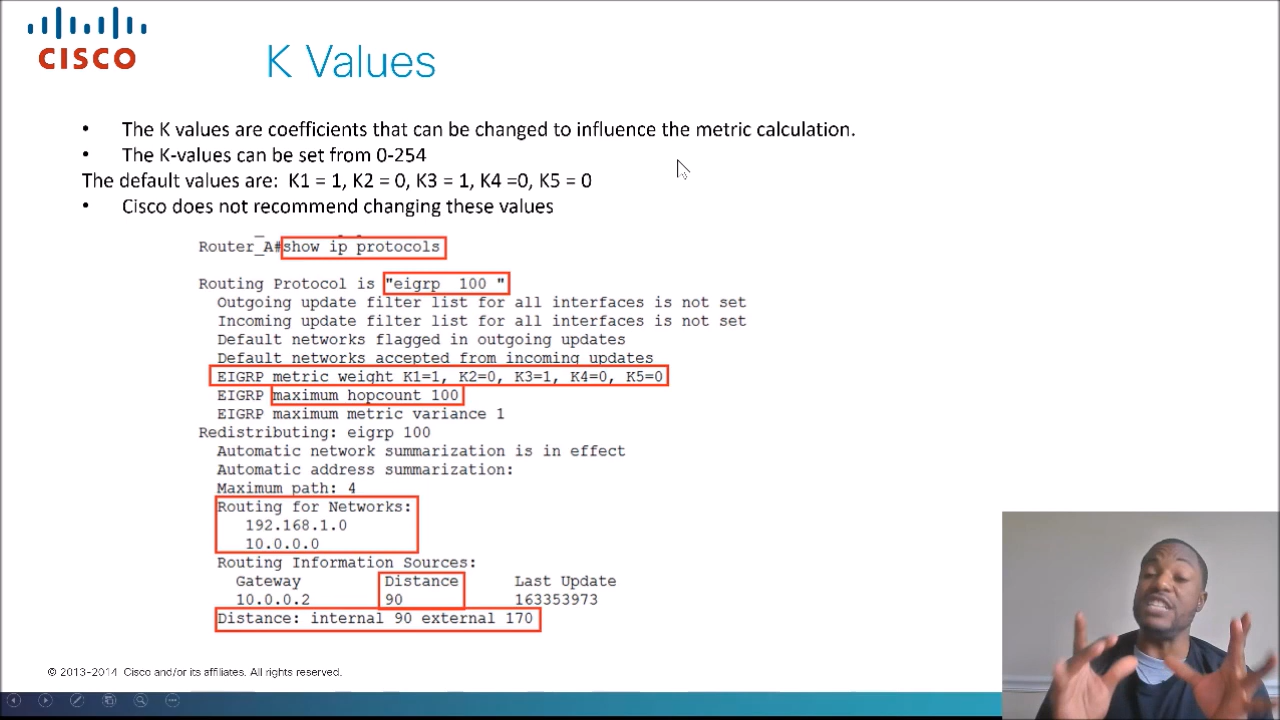 CISCO
K Values
• The K values are coefficients that can be changed to influence the metric calculation.
• The K-values can be set from 0-254
The default values are: K1 = 1, K2 = 0, K3 = 1, K4 =0, K5 = 0
• Cisco does not recommend changing these values
Router_A#show ip protocols
Routing Protocol is "eigrp 100 "
Outgoing update filter list for all interfaces is not set
Incoming update filter list for all interfaces is not set
Default networks flagged in outgoing updates
Default networks accepted from incoming updates
EIGRP metric weight K1=1, K2=0, K3=1, K4=0, K5=0
EIGRP maximum hopcount 100
EIGRP maximum metric variance 1
Redistributing: eigrp 100
Automatic network summarization is in effect
Automatic address summarization:
Maximum path: 4
Routing for Networks:
192.168.1.0
10.0.0.0
Routing Information Sources:
Gateway Distance Last Update
10.0.0.2 90 163353973
Distance: internal 90 external 170
© 2013-2014 Cisco and/or its affiliates. All rights reserved.